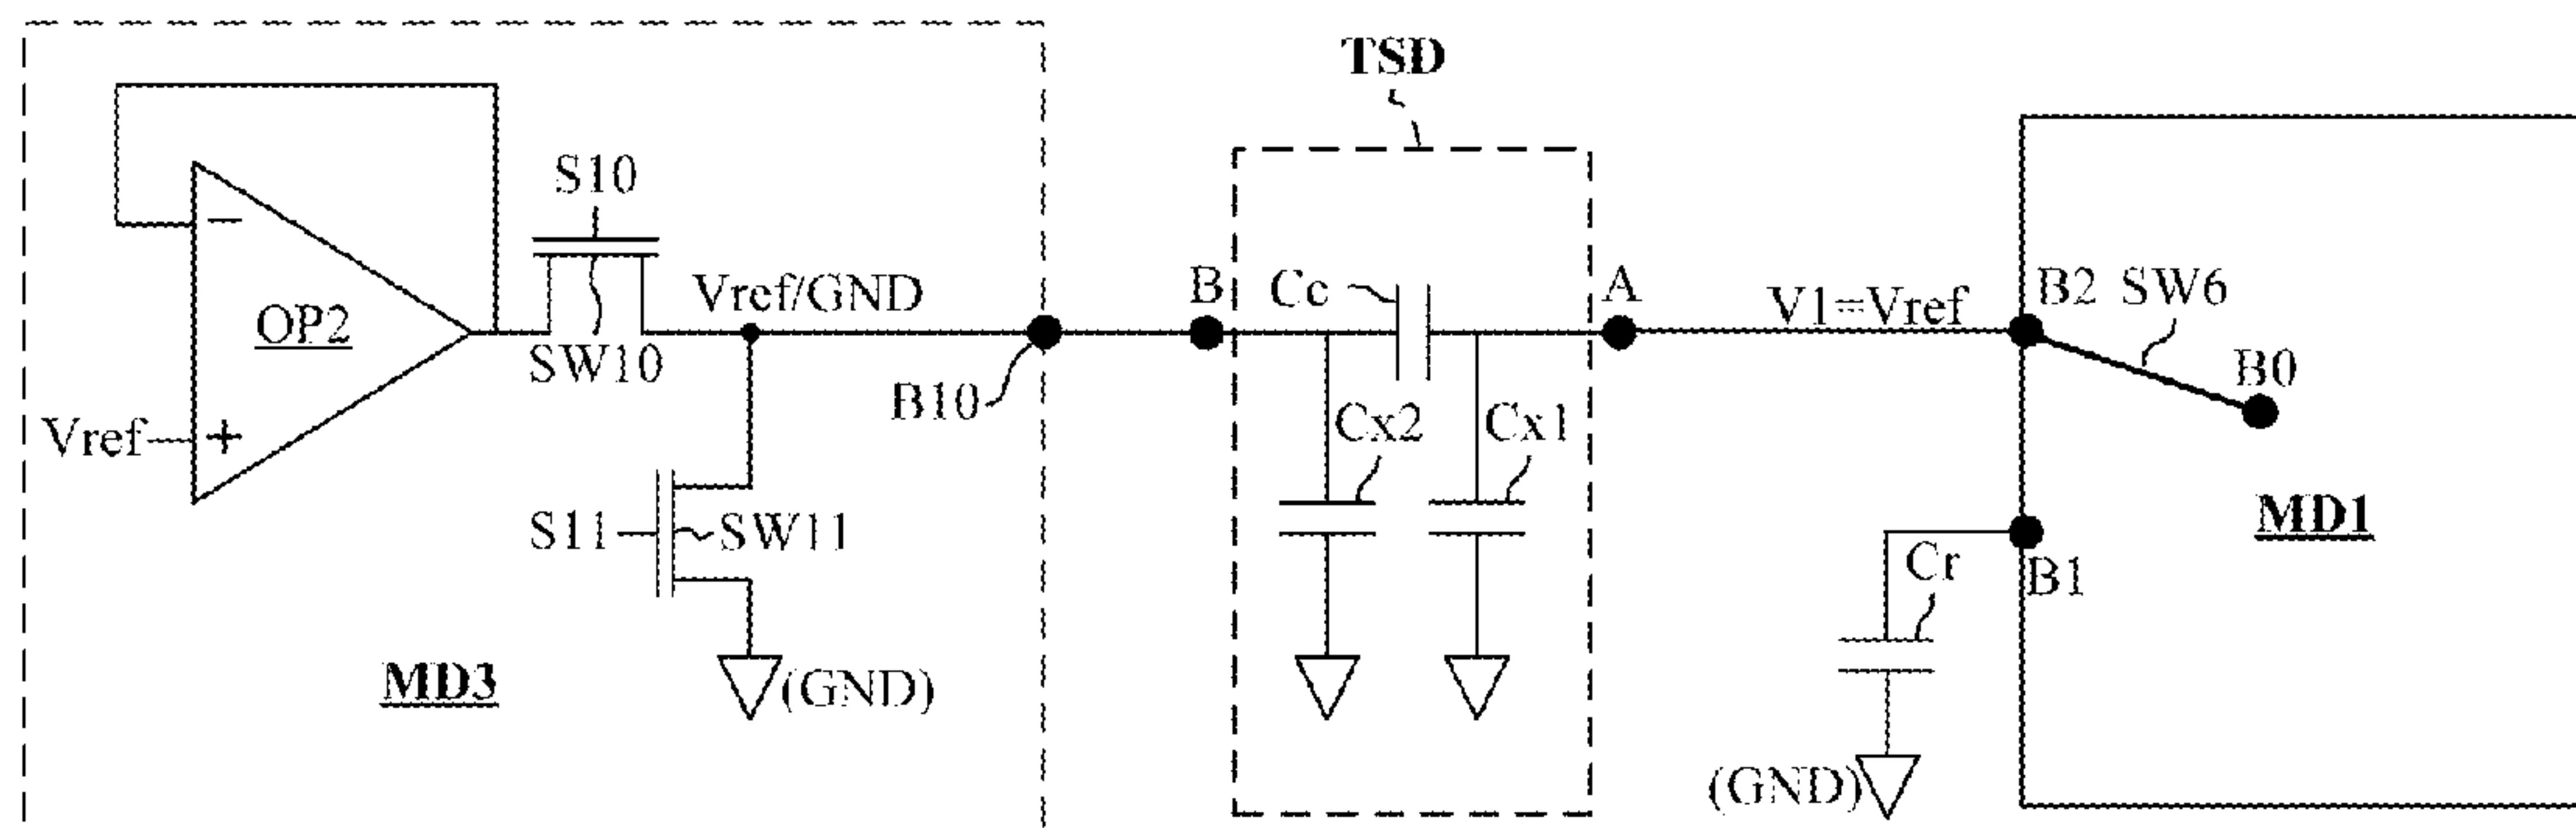 TSD
S10
−
OP2
SW10
Vref/GND
B
Cc
A
V1=Vref
B2
SW6
B0
B10
Vref
+
Cx2
Cx1
S11
SW11
MD1
Cr
B1
MD3
(GND)
(GND)